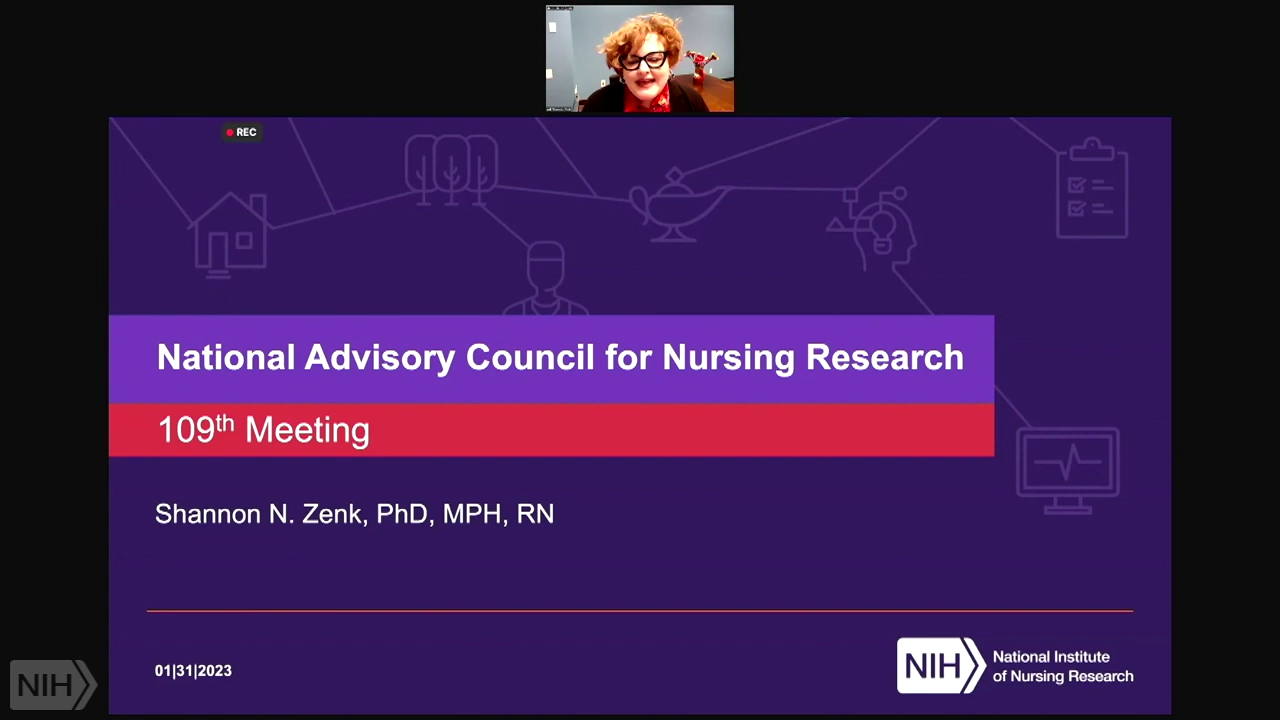 REC
National Advisory Council for Nursing Research
109th Meeting
Shannon N. Zenk, PhD, MPH, RN
01|31|2023
NIH
National Institute
of Nursing Research
NIH